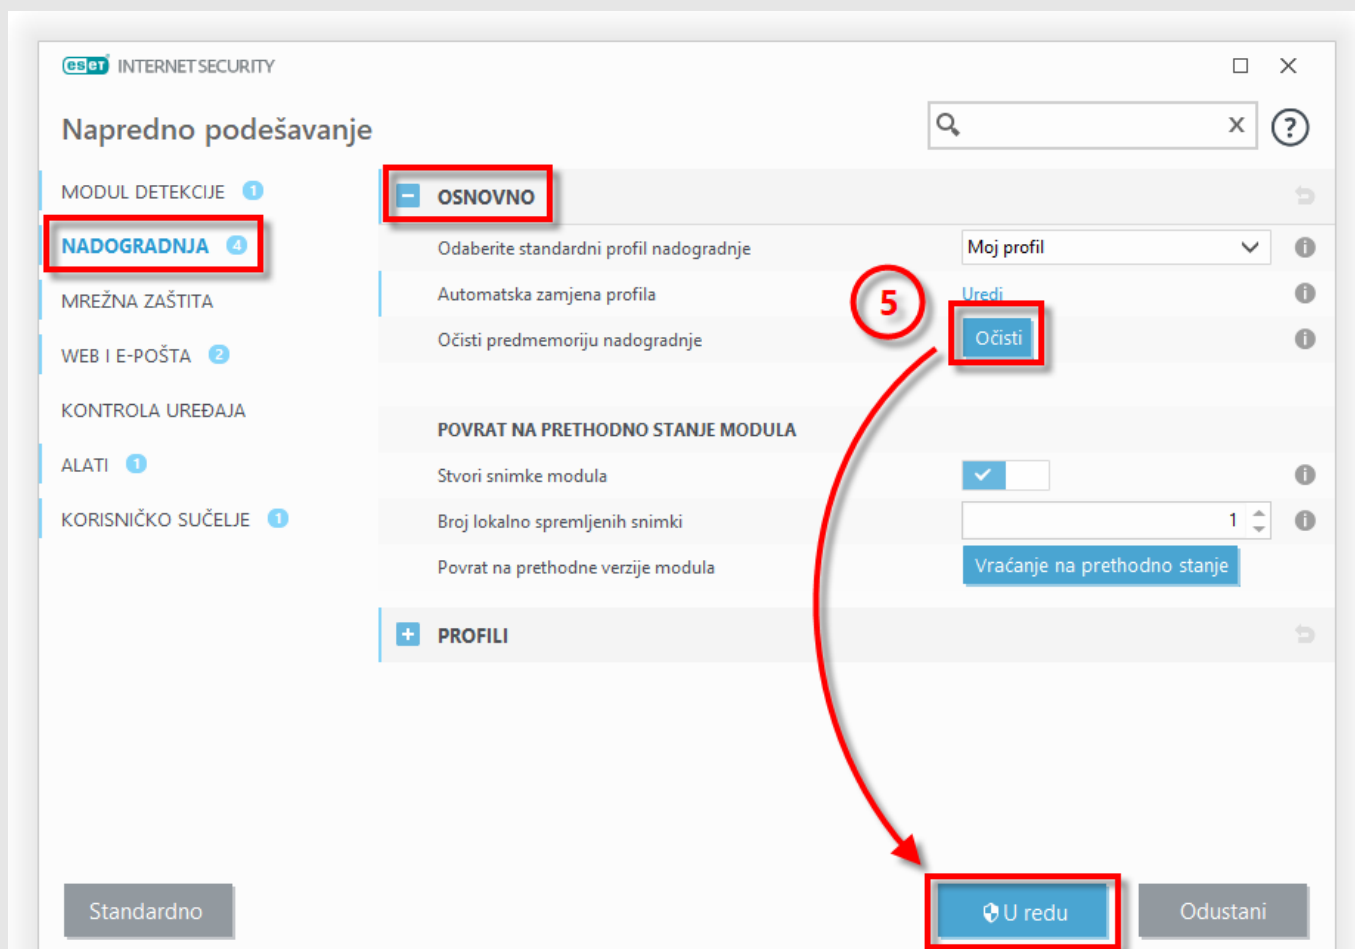 eset INTERNET SECURITY
Napredno podešavanje
X
?
MODUL DETEKCIJE 1
NADOGRADNJA 4
MREŽNA ZAŠTITA
WEB I E-POŠTA 2
KONTROLA UREĐAJA
ALATI 1
KORISNIČKO SUČELJE 1
OSNOVNO
Odaberite standardni profil nadogradnje Moj profil
Automatska zamjena profila Uredi
5
Očisti predmemoriju nadogradnje Očisti
POVRAT NA PRETHODNO STANJE MODULA
Stvori snimke modula
Broj lokalno spremljenih snimki 1
Povrat na prethodne verzije modula Vraćanje na prethodno stanje
PROFILI
Standardno
U redu
Odustani